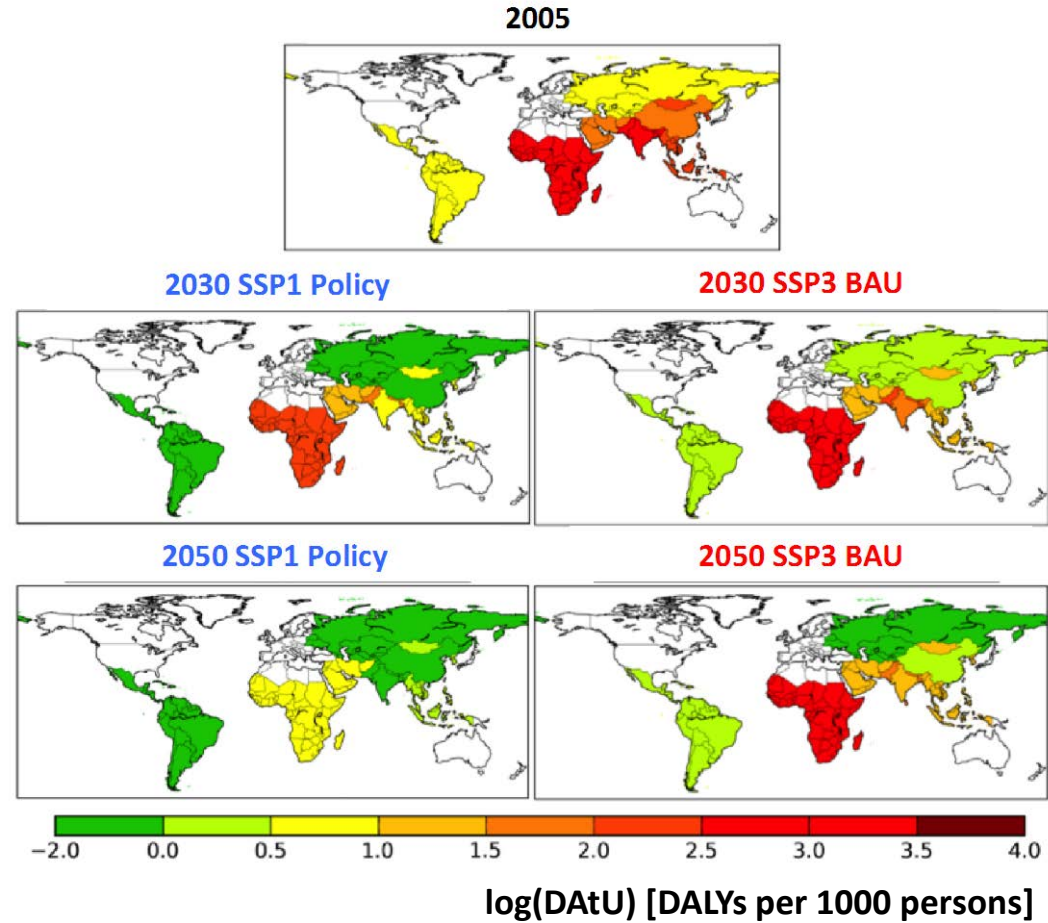 2005
2030 SSP1 Policy
2030 SSP3 BAU
2050 SSP1 Policy
2050 SSP3 BAU
−2.0 0.0 0.5 1.0 1.5 2.0 2.5 3.0 3.5 4.0
log(DAtU) [DALYs per 1000 persons]